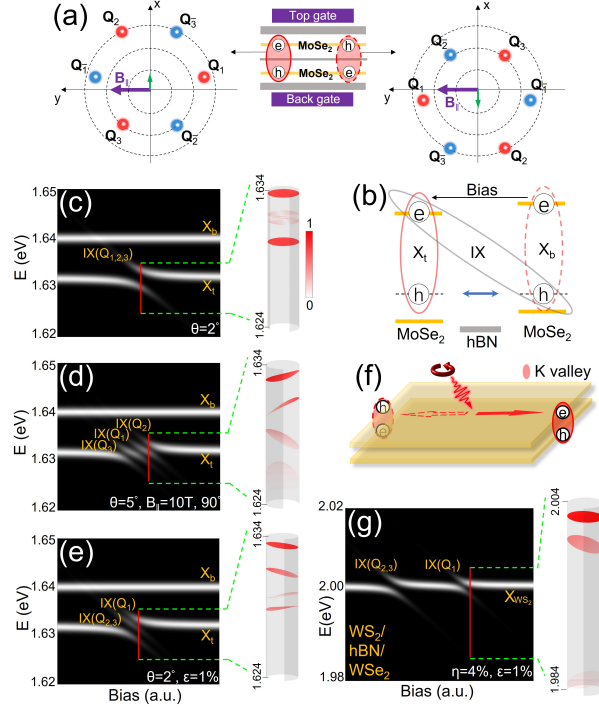 (a)
x
Q₂
Q₃̄
Q₁̄
Q₁
B∥
y
Q₃
Q₂̄
Top gate
e
MoSe₂
h
h
MoSe₂
e
Back gate
x
Q₂̄
Q₃
Q₁
Q₁̄
B∥
y
Q₃̄
Q₂
(c)
1.65
1.64
1.63
1.62
E (eV)
X_b
IX(Q₁,₂,₃)
X_t
θ=2°
1.634
1.624
1
0
(b)
Bias
e
e
X_t
IX
X_b
h
h
MoSe₂
hBN
MoSe₂
(d)
1.65
1.64
1.63
1.62
E (eV)
X_b
IX(Q₂)
IX(Q₁)
IX(Q₃)
X_t
θ=5°, B∥=10T, 90°
1.634
1.624
(f)
K valley
h
e
e
h
(e)
1.65
1.64
1.63
1.62
E (eV)
X_b
IX(Q₁)
IX(Q₂,₃)
X_t
θ=2°, ε=1%
Bias (a.u.)
1.634
1.624
(g)
2.02
2.00
1.98
E(eV)
IX(Q₂,₃)
IX(Q₁)
X_WS₂
WS₂/
hBN/
WSe₂
η=4%, ε=1%
Bias (a.u.)
2.004
1.984